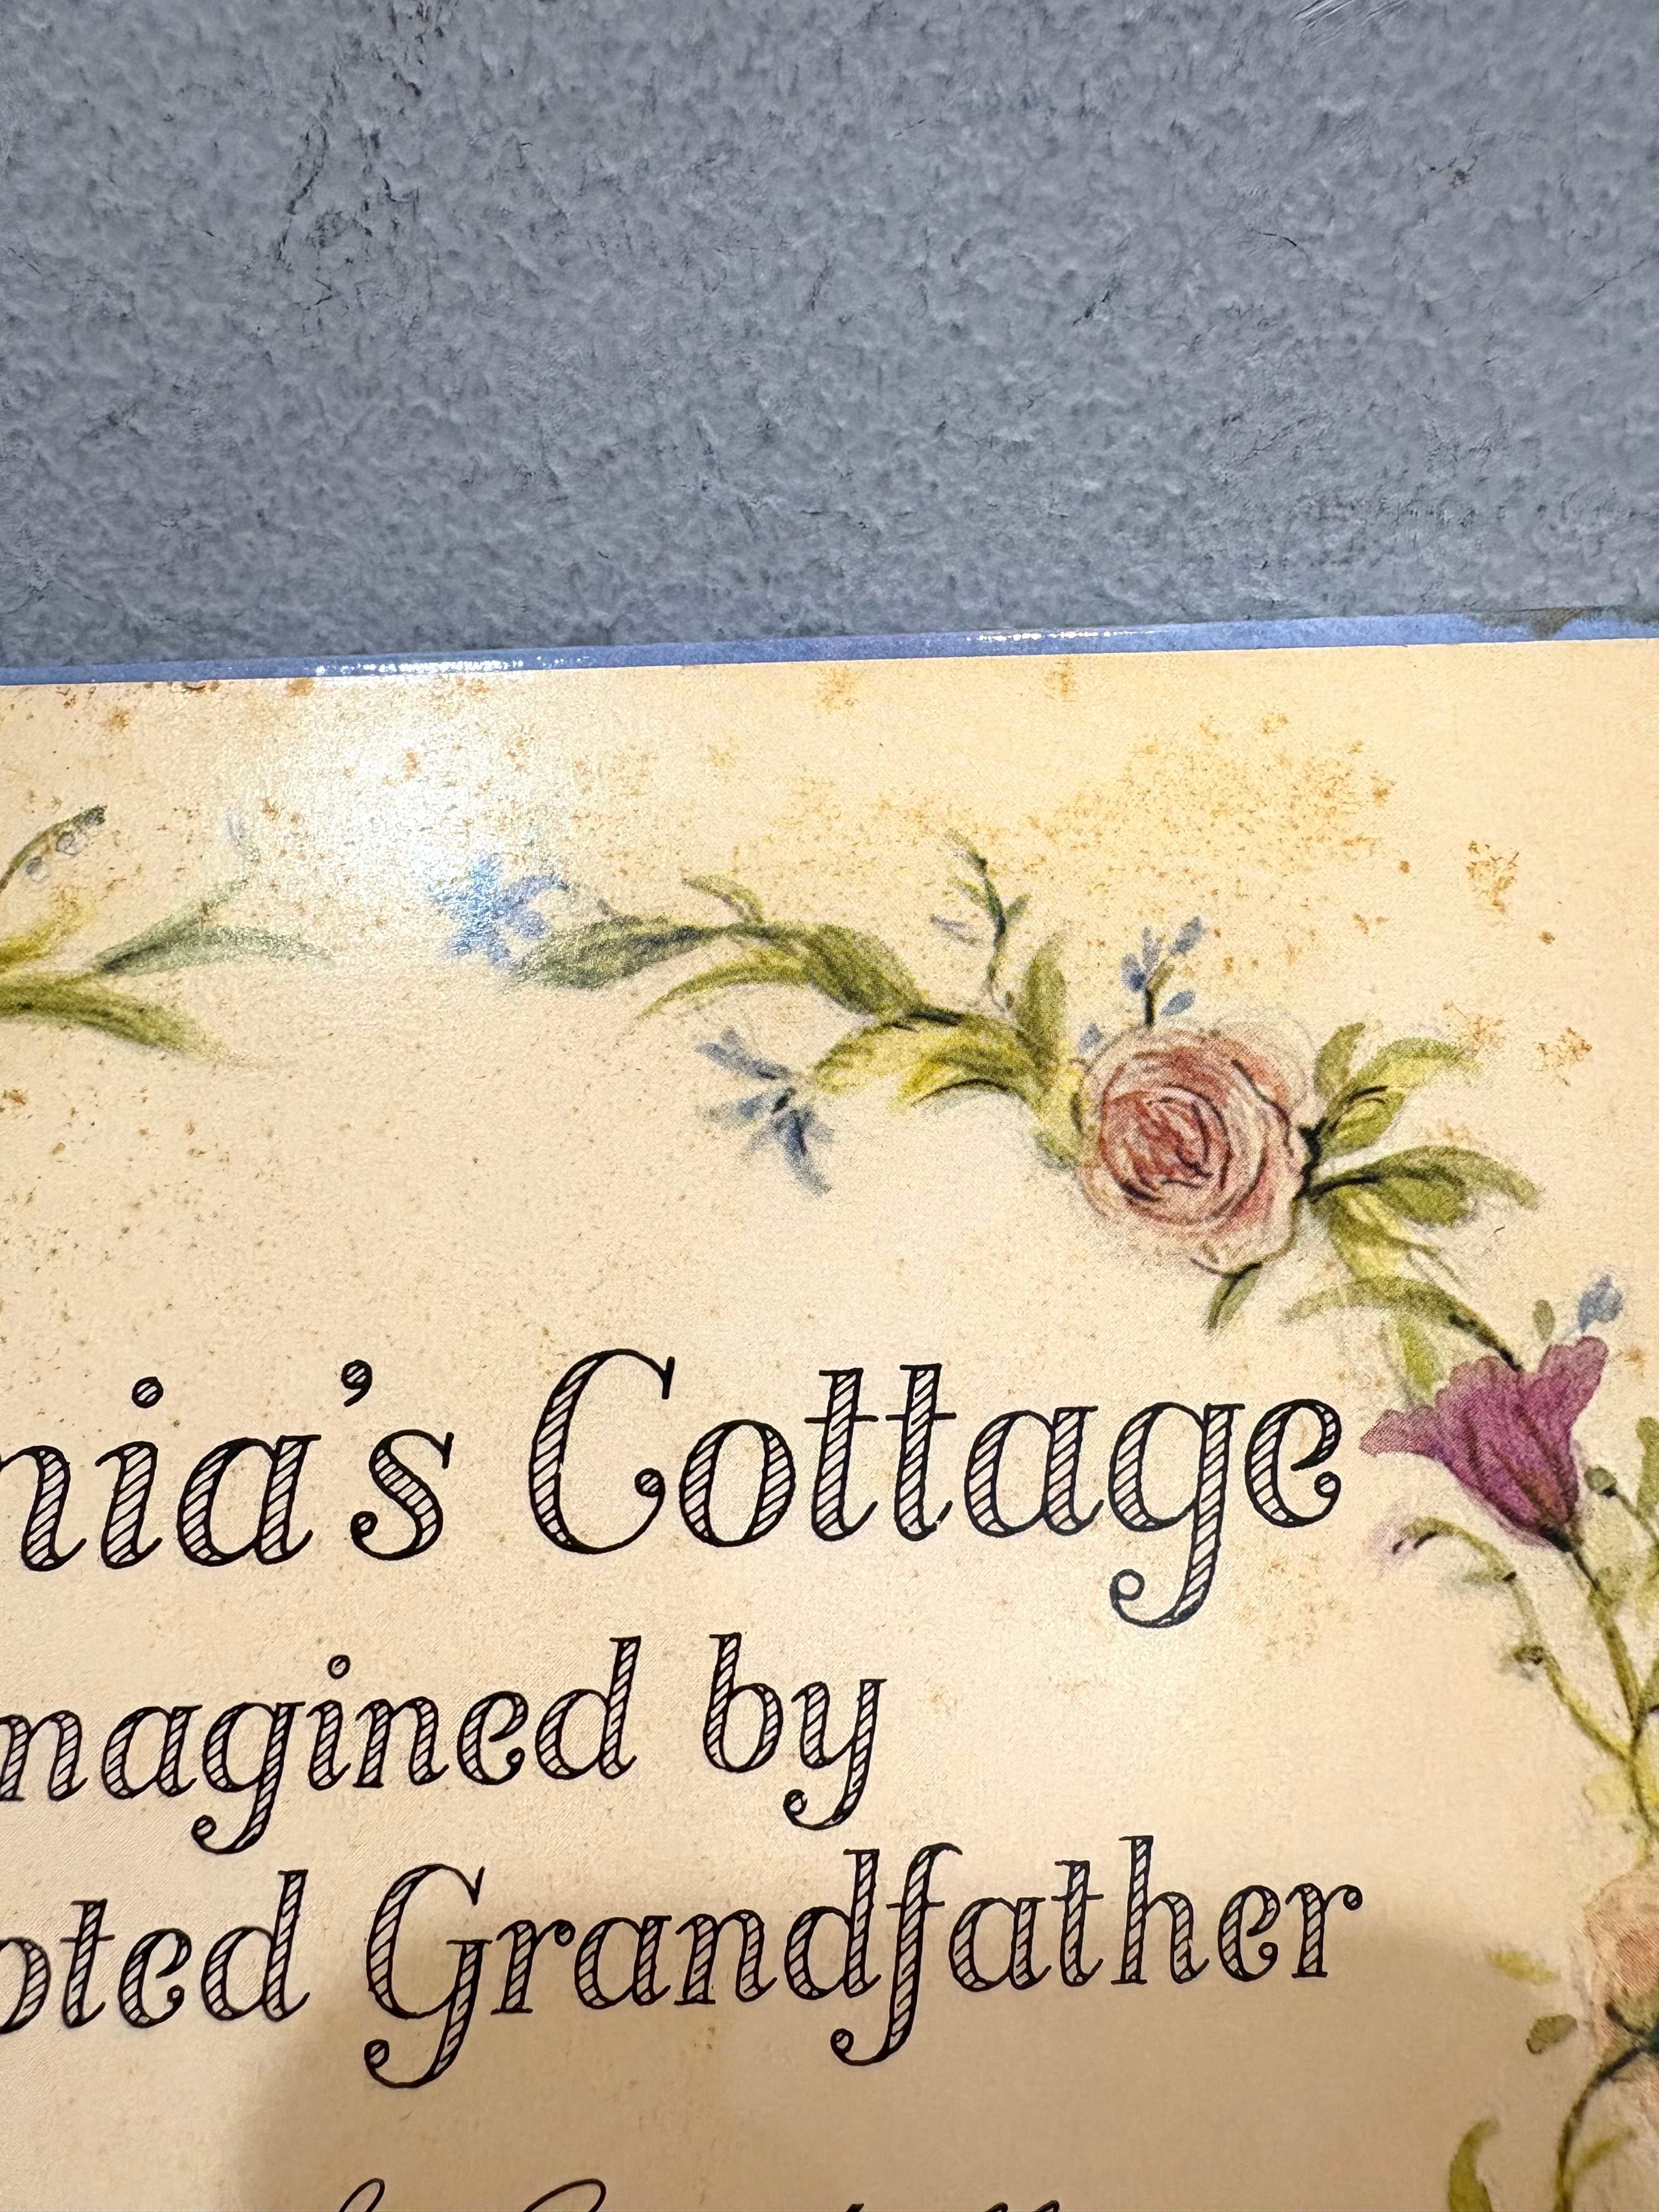 nia's Cottage
magined by
oted Grandfather